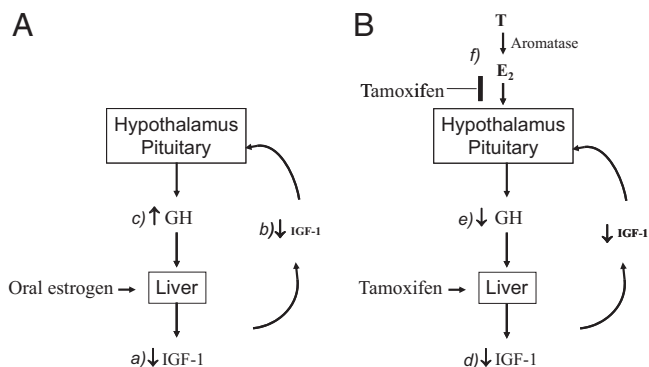 A
Hypothalamus
Pituitary
c) ↑ GH
b) ↓ IGF-1
Oral estrogen → Liver
a) ↓ IGF-1
B
T
Aromatase
f)
E₂
Tamoxifen
Hypothalamus
Pituitary
e) ↓ GH
↓ IGF-1
Tamoxifen → Liver
d) ↓ IGF-1